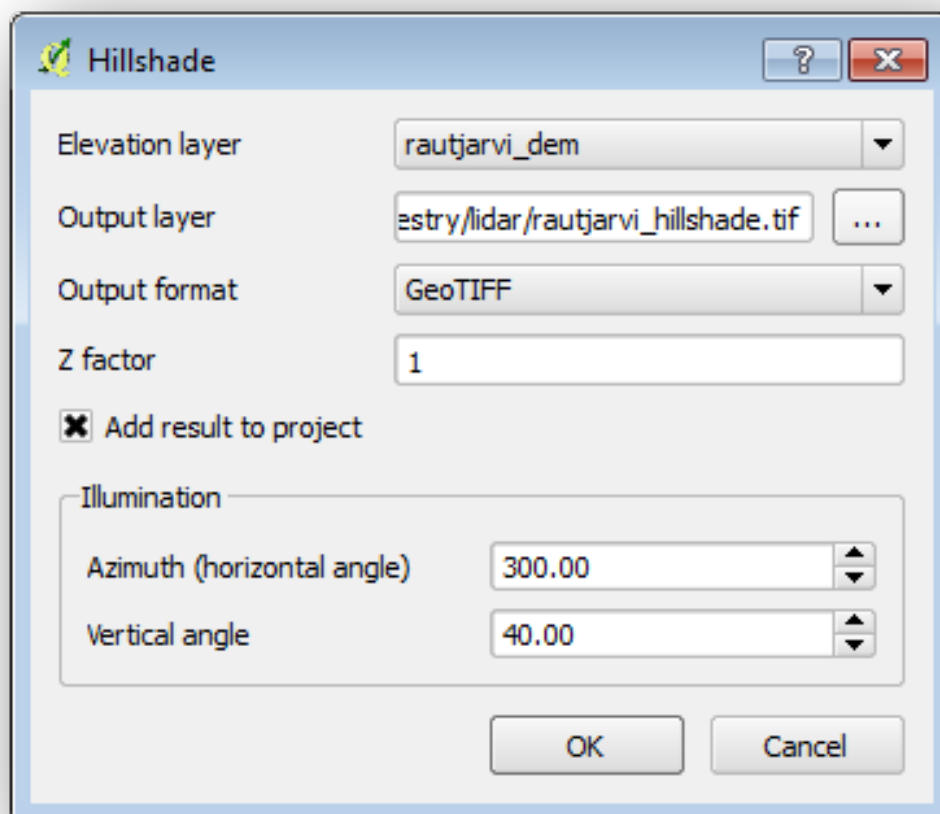 Hillshade
Elevation layer rautjarvi_dem
Output layer estry/lidar/rautjarvi_hillshade.tif ...
Output format GeoTIFF
Z factor 1
Add result to project
Illumination
Azimuth (horizontal angle) 300.00
Vertical angle 40.00
OK Cancel